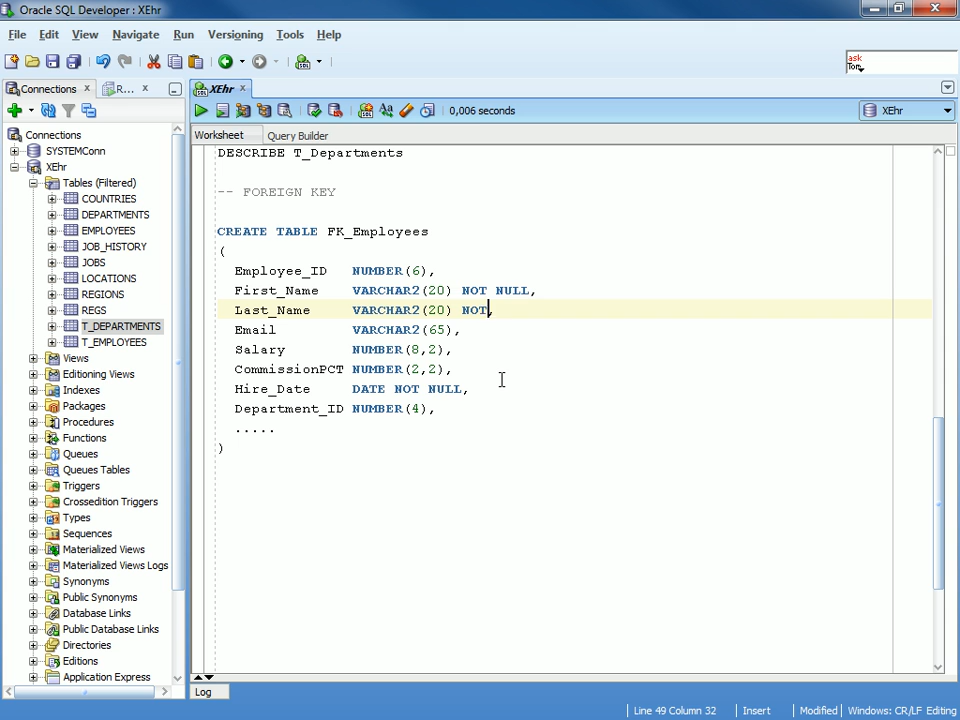 Oracle SQL Developer : XEhr
File Edit View Navigate Run Versioning Tools Help
ask
Tom
Connections R...
XEhr
0,006 seconds
XEhr
Worksheet Query Builder
Connections
SYSTEMConn
XEhr
Tables (Filtered)
COUNTRIES
DEPARTMENTS
EMPLOYEES
JOB_HISTORY
JOBS
LOCATIONS
REGIONS
REGS
T_DEPARTMENTS
T_EMPLOYEES
Views
Editioning Views
Indexes
Packages
Procedures
Functions
Queues
Queues Tables
Triggers
Crossedition Triggers
Types
Sequences
Materialized Views
Materialized Views Logs
Synonyms
Public Synonyms
Database Links
Public Database Links
Directories
Editions
Application Express
DESCRIBE T_Departments
-- FOREIGN KEY
CREATE TABLE FK_Employees
(
Employee_ID NUMBER(6),
First_Name VARCHAR2(20) NOT NULL,
Last_Name VARCHAR2(20) NOT,
Email VARCHAR2(65),
Salary NUMBER(8,2),
CommissionPCT NUMBER(2,2),
Hire_Date DATE NOT NULL,
Department_ID NUMBER(4),
.....
)
Log
Line 49 Column 32 Insert Modified Windows: CR/LF Editing